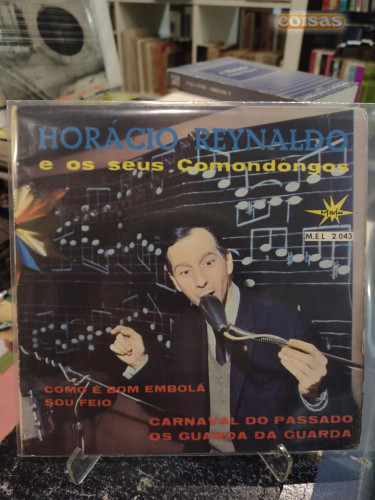 coisas
HORÁCIO REYNALDO
e os seus Comondongos
M.E.L 2 043
COMO É BOM EMBOLÁ
SOU FEIO
CARNAVAL DO PASSADO
OS GUARDA DA GUARDA